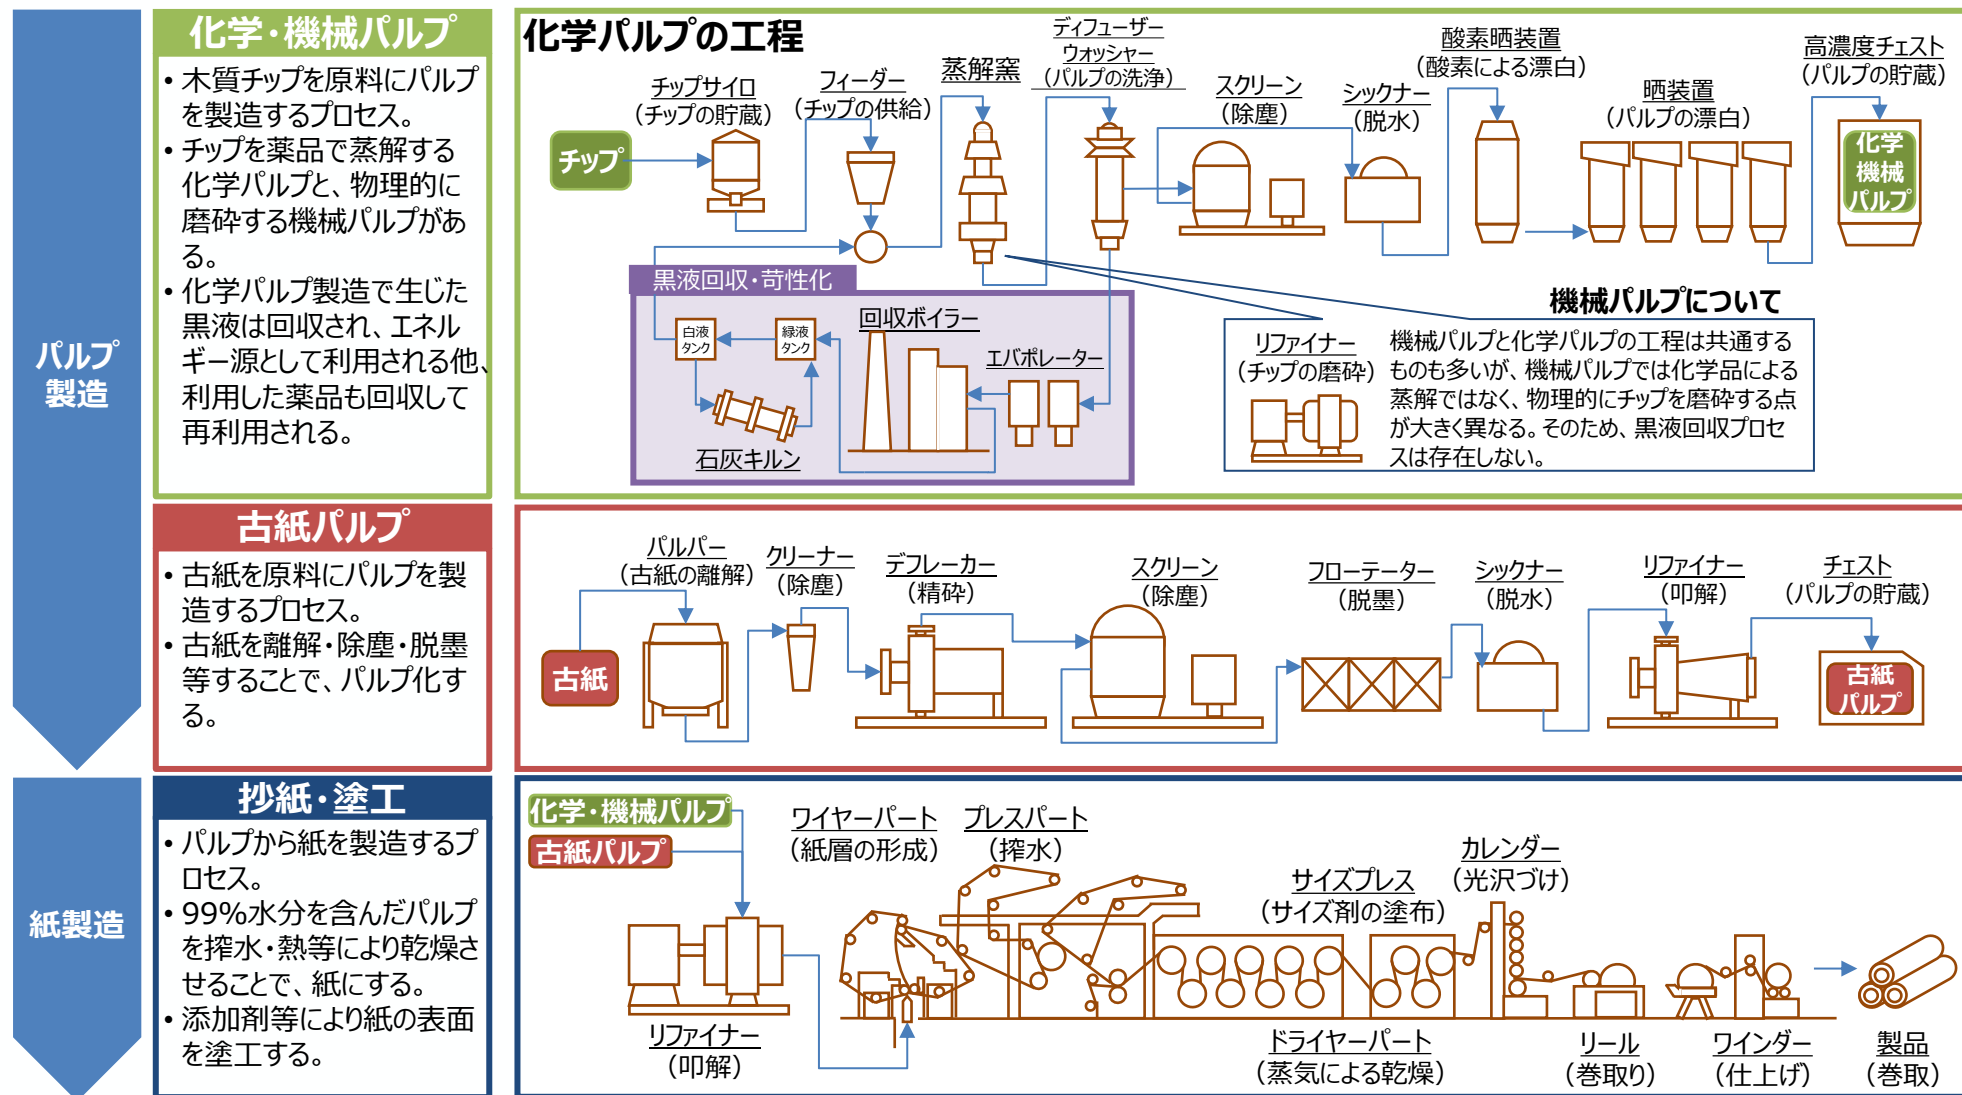 パルプ
製造
化学・機械パルプ
• 木質チップを原料にパルプ
を製造するプロセス。
• チップを薬品で蒸解する
化学パルプと、物理的に
磨砕する機械パルプがあ
る。
• 化学パルプ製造で生じた
黒液は回収され、エネル
ギー源として利用される他、
利用した薬品も回収して
再利用される。
化学パルプの工程
チップ
チップサイロ
（チップの貯蔵）
フィーダー
（チップの供給）
蒸解窯
ディフューザー
ウォッシャー
（パルプの洗浄）
スクリーン
（除塵）
シックナー
（脱水）
酸素晒装置
（酸素による漂白）
晒装置
（パルプの漂白）
高濃度チェスト
（パルプの貯蔵）
化学
機械
パルプ
黒液回収・苛性化
白液
タンク
緑液
タンク
回収ボイラー
エバポレーター
石灰キルン
機械パルプについて
リファイナー
（チップの磨砕）
機械パルプと化学パルプの工程は共通する
ものも多いが、機械パルプでは化学品による
蒸解ではなく、物理的にチップを磨砕する点
が大きく異なる。そのため、黒液回収プロセ
スは存在しない。
古紙パルプ
• 古紙を原料にパルプを製
造するプロセス。
• 古紙を離解・除塵・脱墨
等することで、パルプ化す
る。
古紙
パルパー
（古紙の離解）
クリーナー
（除塵）
デフレーカー
（精砕）
スクリーン
（除塵）
フローテーター
（脱墨）
シックナー
（脱水）
リファイナー
（叩解）
チェスト
（パルプの貯蔵）
古紙
パルプ
紙製造
抄紙・塗工
• パルプから紙を製造するプ
ロセス。
• 99%水分を含んだパルプ
を搾水・熱等により乾燥さ
せることで、紙にする。
• 添加剤等により紙の表面
を塗工する。
化学・機械パルプ
古紙パルプ
リファイナー
（叩解）
ワイヤーパート
（紙層の形成）
プレスパート
（搾水）
サイズプレス
（サイズ剤の塗布）
カレンダー
（光沢づけ）
ドライヤーパート
（蒸気による乾燥）
リール
（巻取り）
ワインダー
（仕上げ）
製品
（巻取）